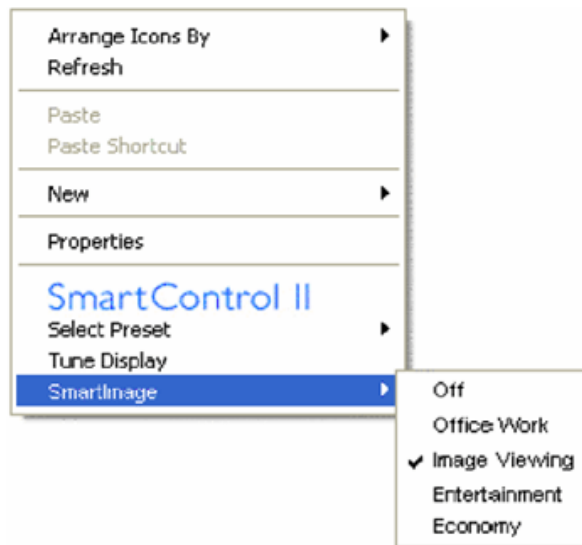 Arrange Icons By
Refresh
Paste
Paste Shortcut
New
Properties
SmartControl II
Select Preset
Tune Display
SmartImage
Off
Office Work
Image Viewing
Entertainment
Economy